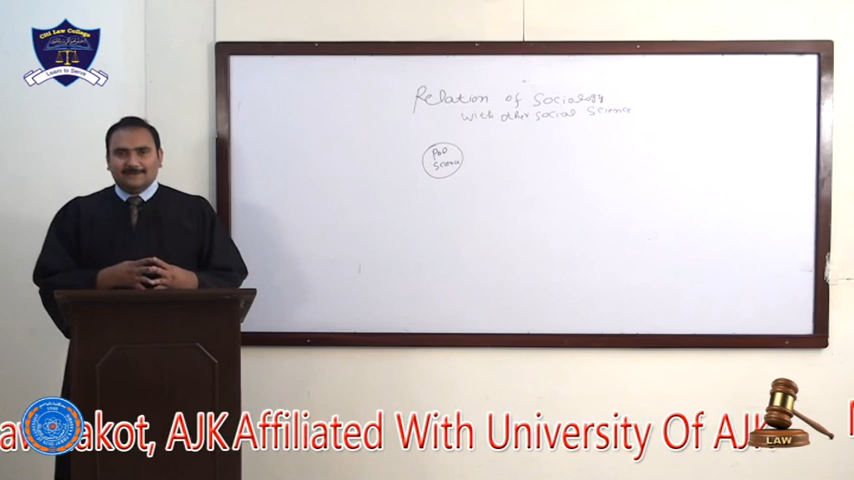 Citi Law College
Learn to Serve
Relation of Sociology
with other social Science
Pol
Science
akot, AJK Affiliated With University Of AJK
LAW